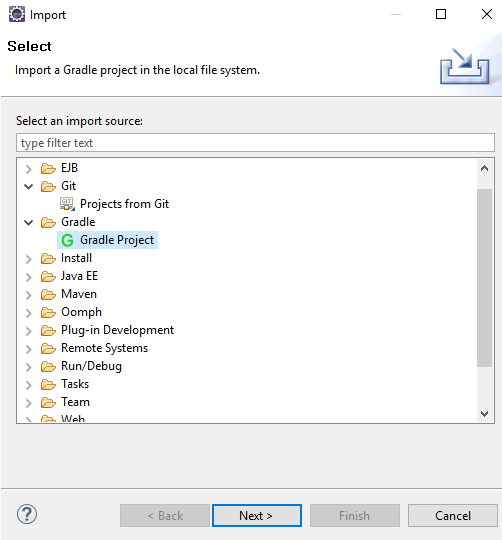 Import
Select
Import a Gradle project in the local file system.
Select an import source:
type filter text
EJB
Git
GIT Projects from Git
Gradle
G Gradle Project
Install
Java EE
Maven
Oomph
Plug-in Development
Remote Systems
Run/Debug
Tasks
Team
Web
? < Back Next > Finish Cancel